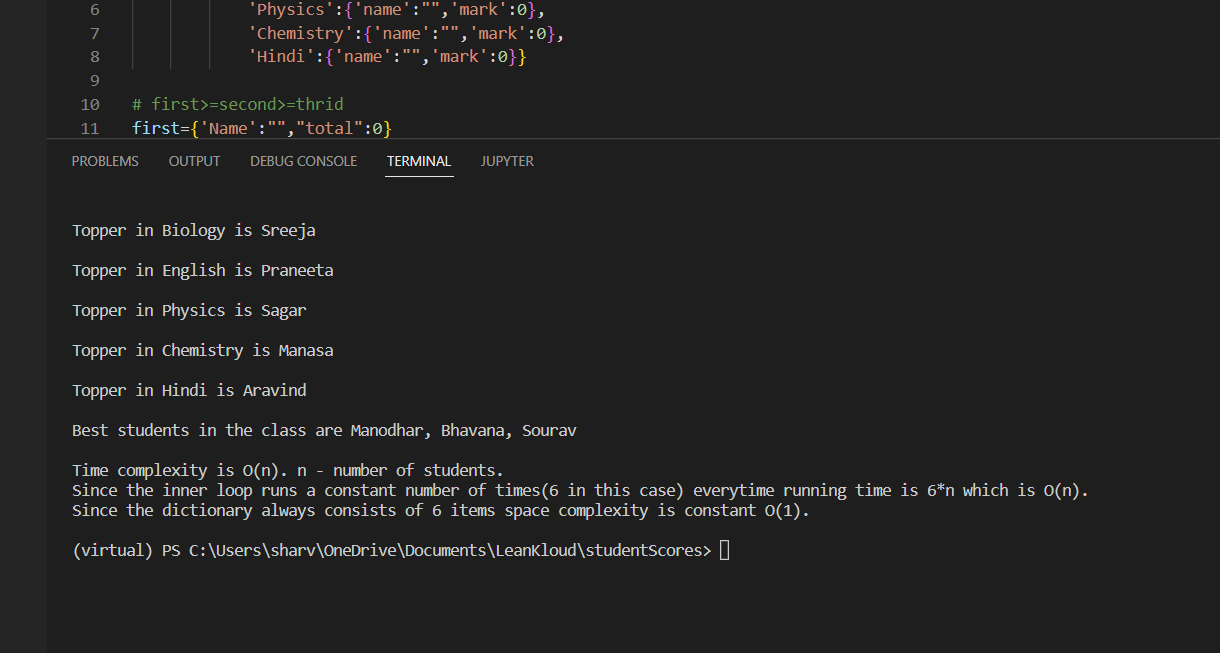 6 'Physics':{'name':"",'mark':0},
7 'Chemistry':{'name':"",'mark':0},
8 'Hindi':{'name':"",'mark':0}}
9
10 # first>=second>=thrid
11 first={'Name':"","total":0}
PROBLEMS OUTPUT DEBUG CONSOLE TERMINAL JUPYTER
Topper in Biology is Sreeja
Topper in English is Praneeta
Topper in Physics is Sagar
Topper in Chemistry is Manasa
Topper in Hindi is Aravind
Best students in the class are Manodhar, Bhavana, Sourav
Time complexity is O(n). n - number of students.
Since the inner loop runs a constant number of times(6 in this case) everytime running time is 6*n which is O(n).
Since the dictionary always consists of 6 items space complexity is constant O(1).
(virtual) PS C:\Users\sharv\OneDrive\Documents\LeanKloud\studentScores>